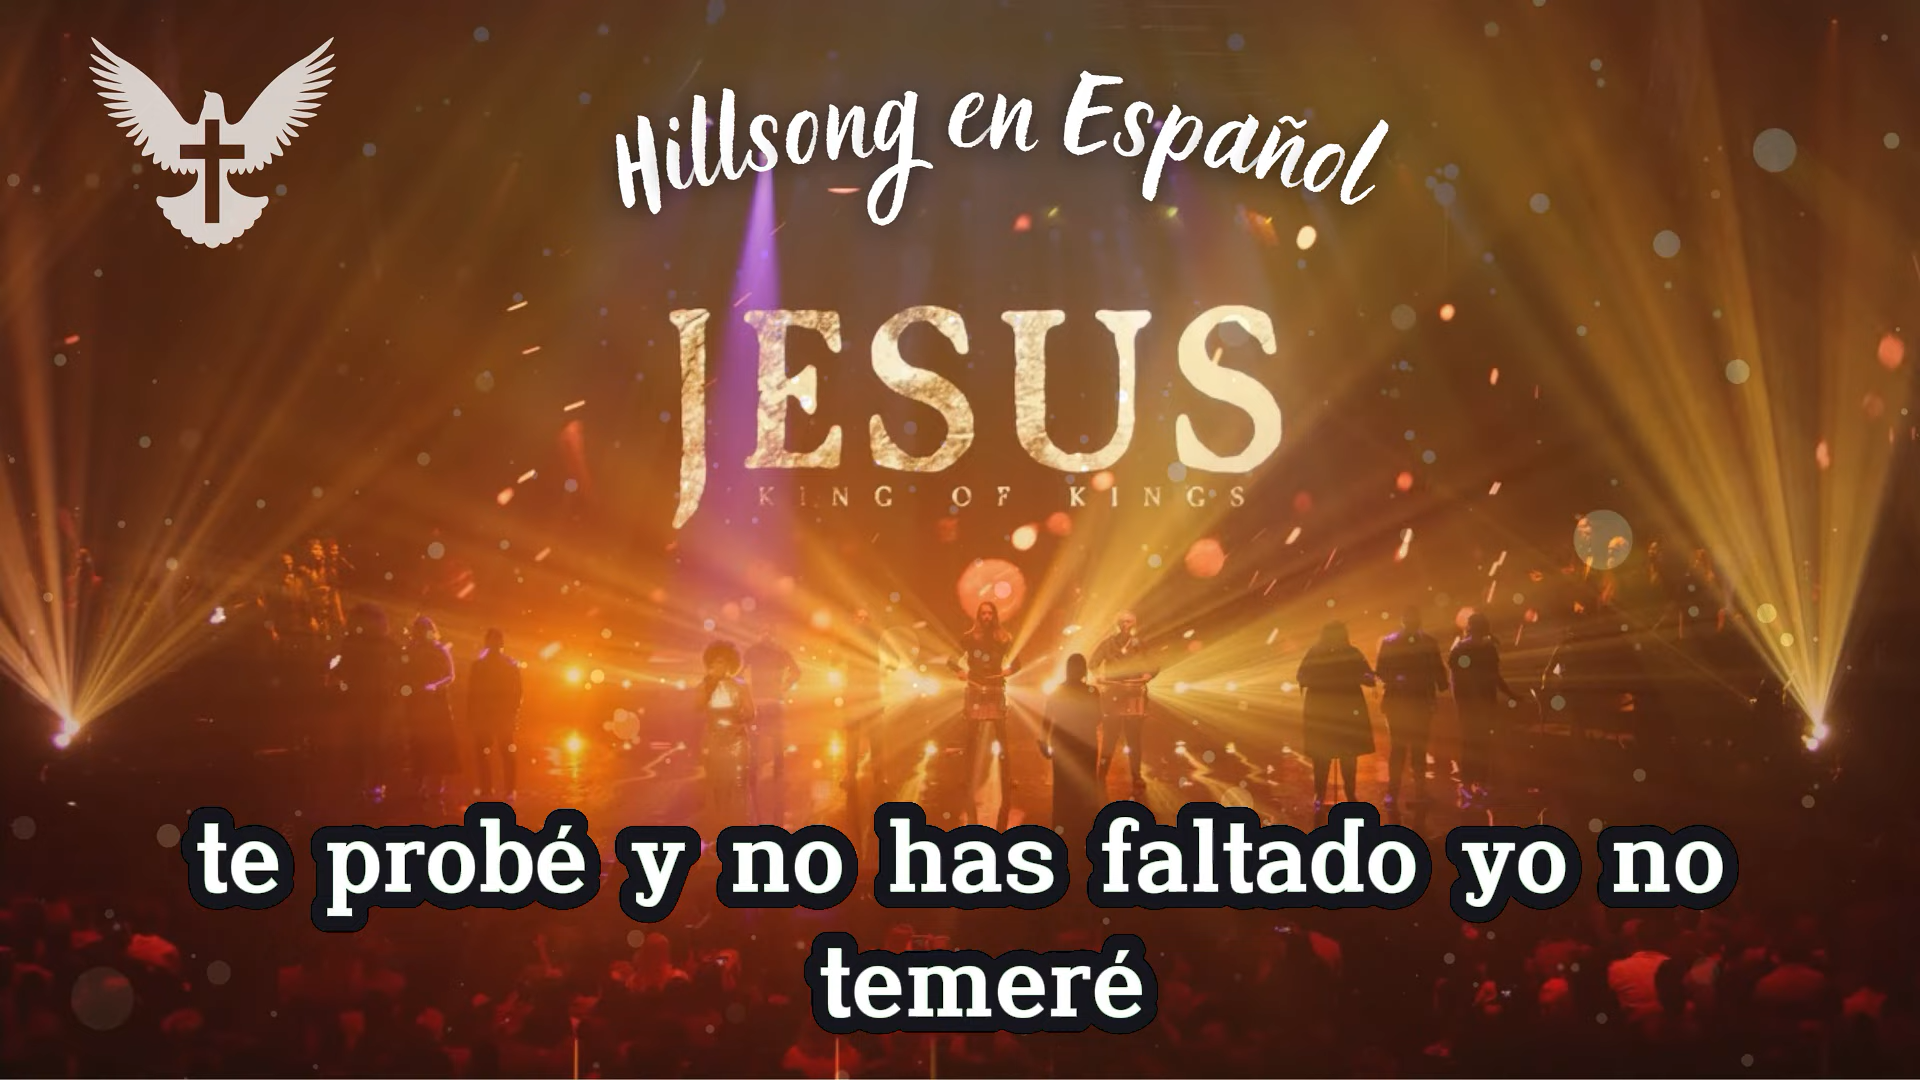 Hillsong en Español
JESUS
KING OF KINGS
te probé y no has faltado yo no
temeré